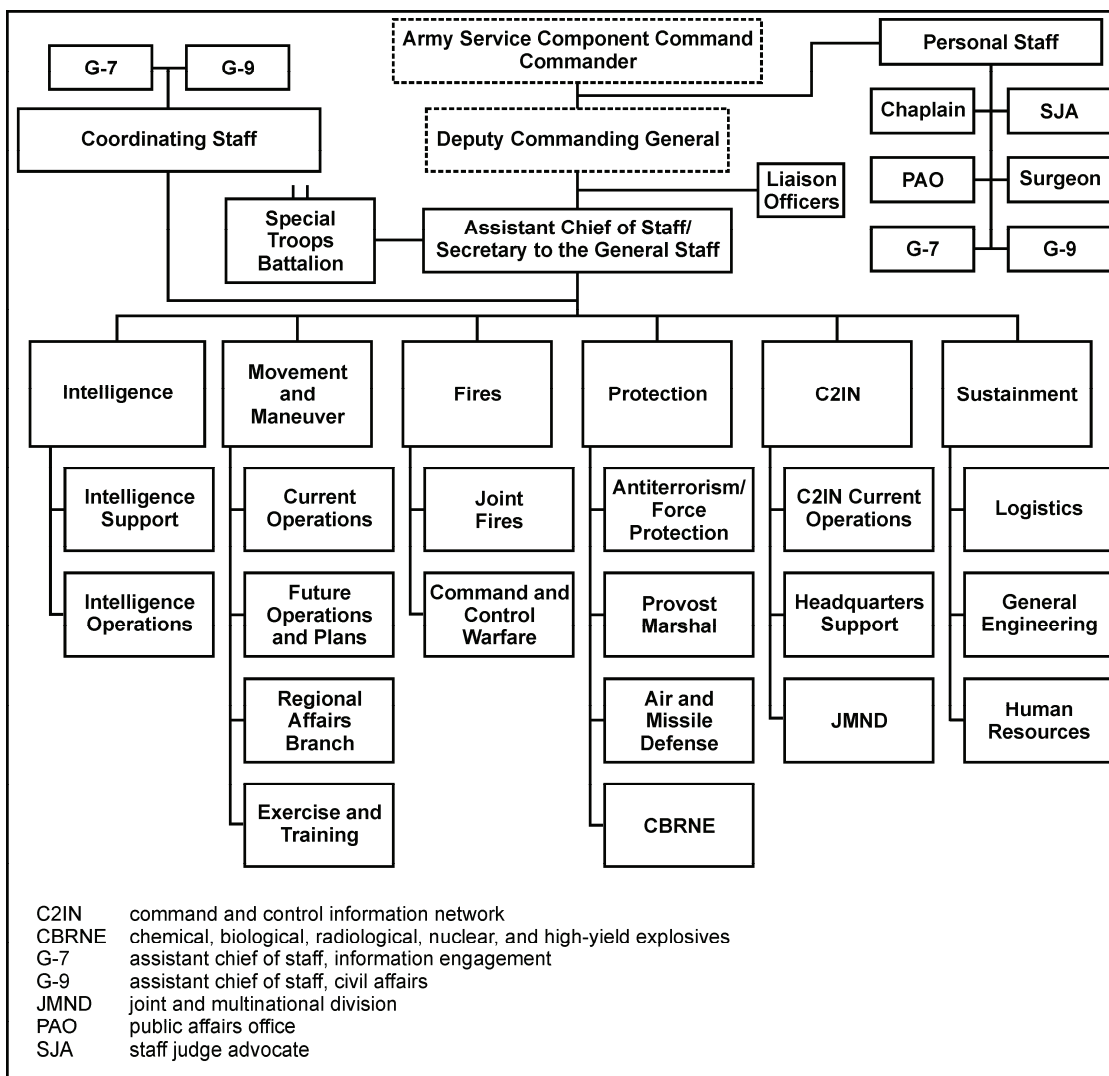 Army Service Component Command
Commander
Personal Staff
G-7
G-9
Chaplain
SJA
Coordinating Staff
Deputy Commanding General
PAO
Surgeon
Liaison
Officers
Special
Troops
Battalion
Assistant Chief of Staff/
Secretary to the General Staff
G-7
G-9
Intelligence
Movement
and
Maneuver
Fires
Protection
C2IN
Sustainment
Intelligence
Support
Current
Operations
Joint
Fires
Antiterrorism/
Force
Protection
C2IN Current
Operations
Logistics
Intelligence
Operations
Future
Operations
and Plans
Command and
Control
Warfare
Provost
Marshal
Headquarters
Support
General
Engineering
Regional
Affairs
Branch
Air and
Missile
Defense
JMND
Human
Resources
Exercise and
Training
CBRNE
C2IN command and control information network
CBRNE chemical, biological, radiological, nuclear, and high-yield explosives
G-7 assistant chief of staff, information engagement
G-9 assistant chief of staff, civil affairs
JMND joint and multinational division
PAO public affairs office
SJA staff judge advocate